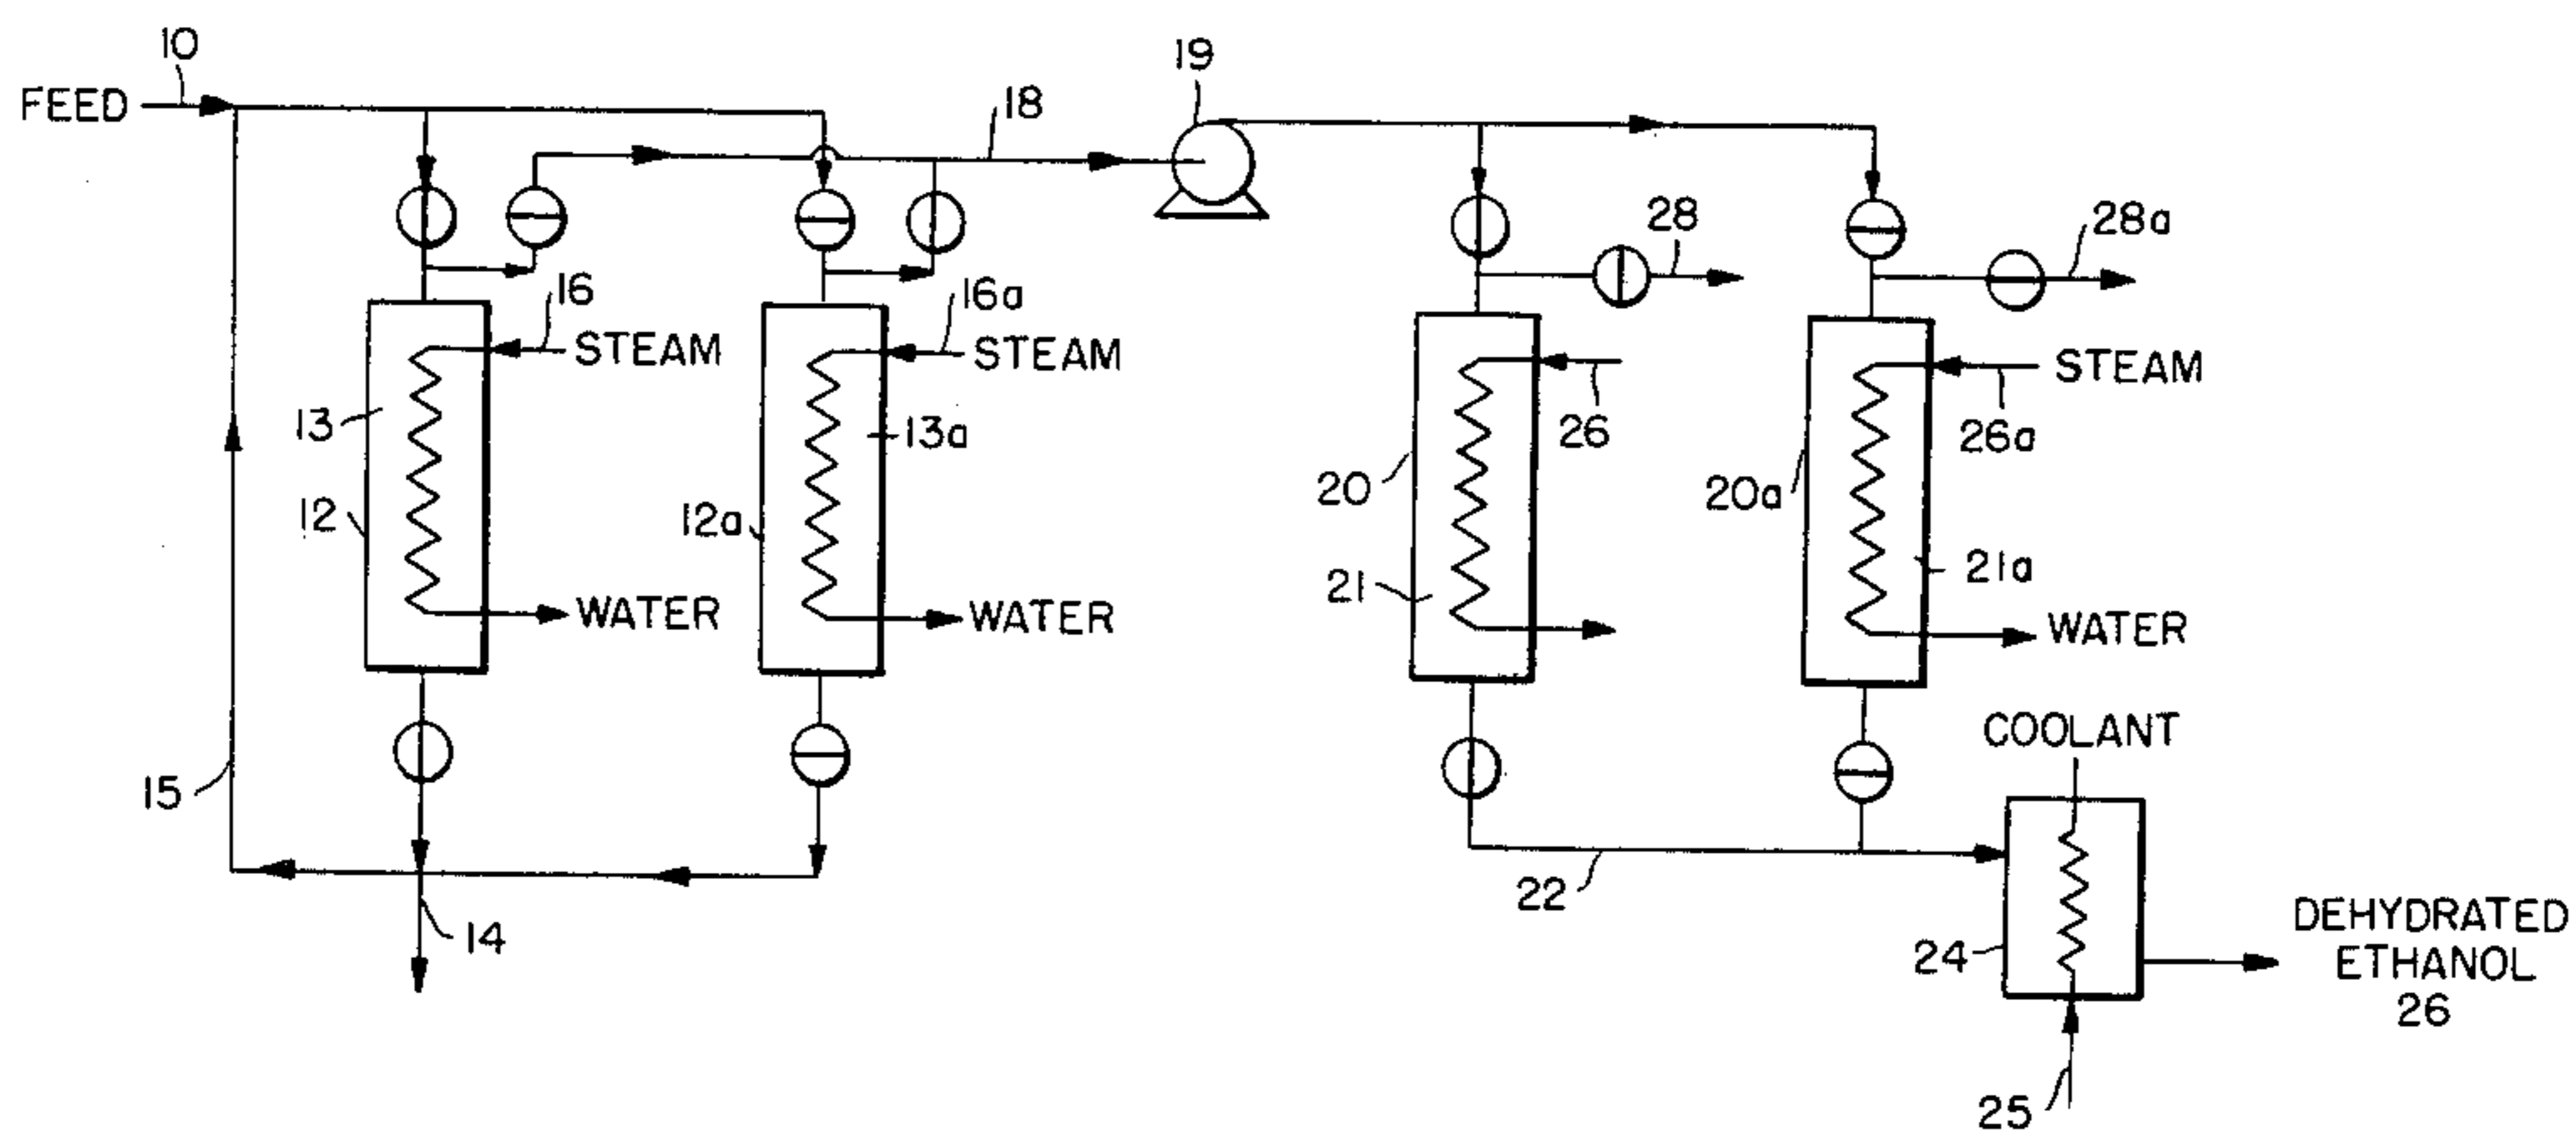 10
FEED
18
19
28
28a
16
STEAM
16a
STEAM
26
STEAM
26a
13
13a
12
12a
20
20a
21
21a
WATER
WATER
WATER
15
14
22
COOLANT
24
25
DEHYDRATED
ETHANOL
26